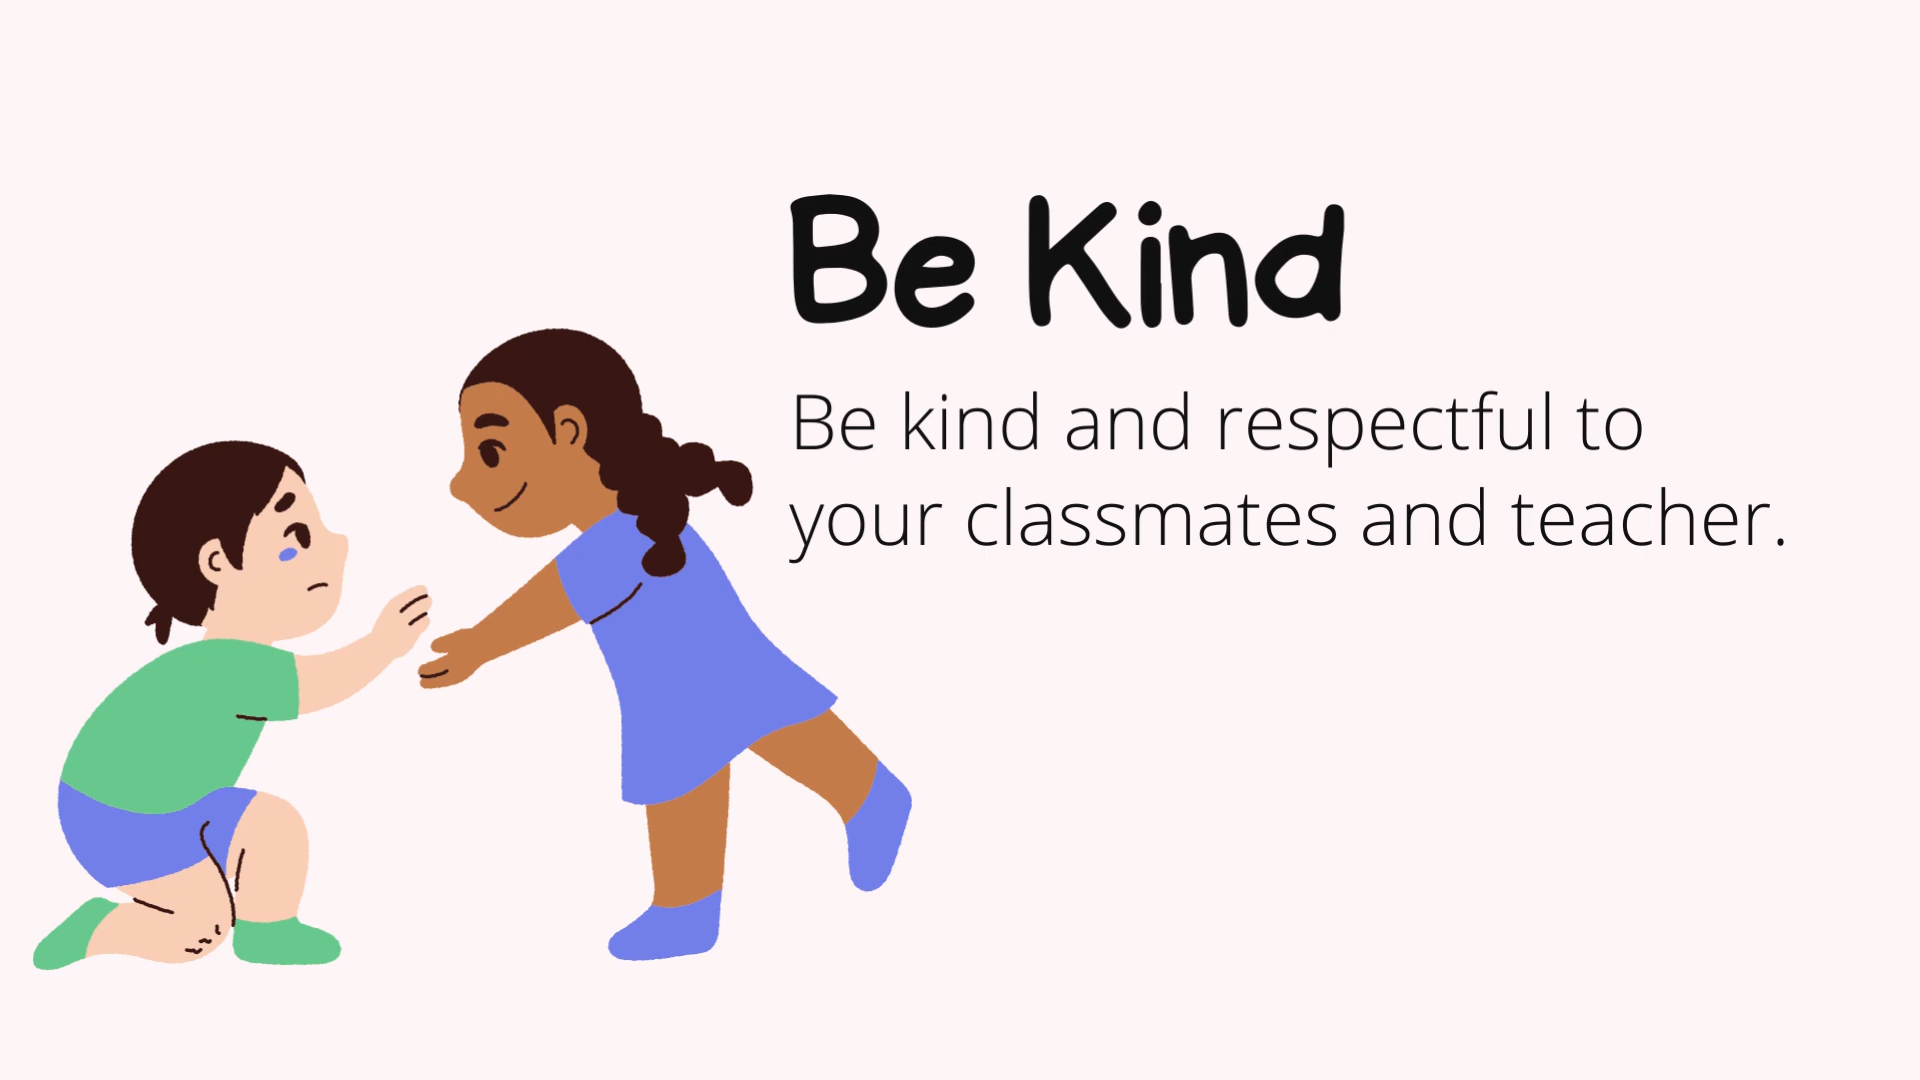 Be Kind
Be kind and respectful to
your classmates and teacher.